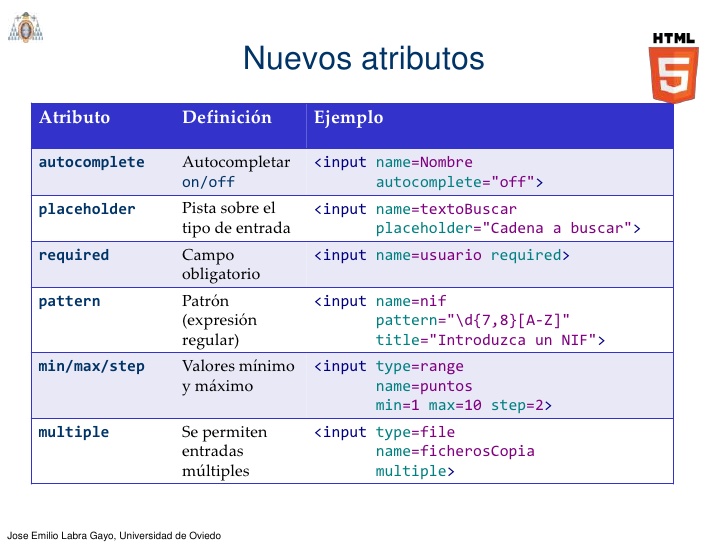 HTML
5
Nuevos atributos
Atributo Definición Ejemplo
autocomplete Autocompletar <input name=Nombre
on/off autocomplete="off">
placeholder Pista sobre el <input name=textoBuscar
tipo de entrada placeholder="Cadena a buscar">
required Campo <input name=usuario required>
obligatorio
pattern Patrón <input name=nif
(expresión pattern="\d{7,8}[A-Z]"
regular) title="Introduzca un NIF">
min/max/step Valores mínimo <input type=range
y máximo name=puntos
min=1 max=10 step=2>
multiple Se permiten <input type=file
entradas name=ficherosCopia
múltiples multiple>
Jose Emilio Labra Gayo, Universidad de Oviedo